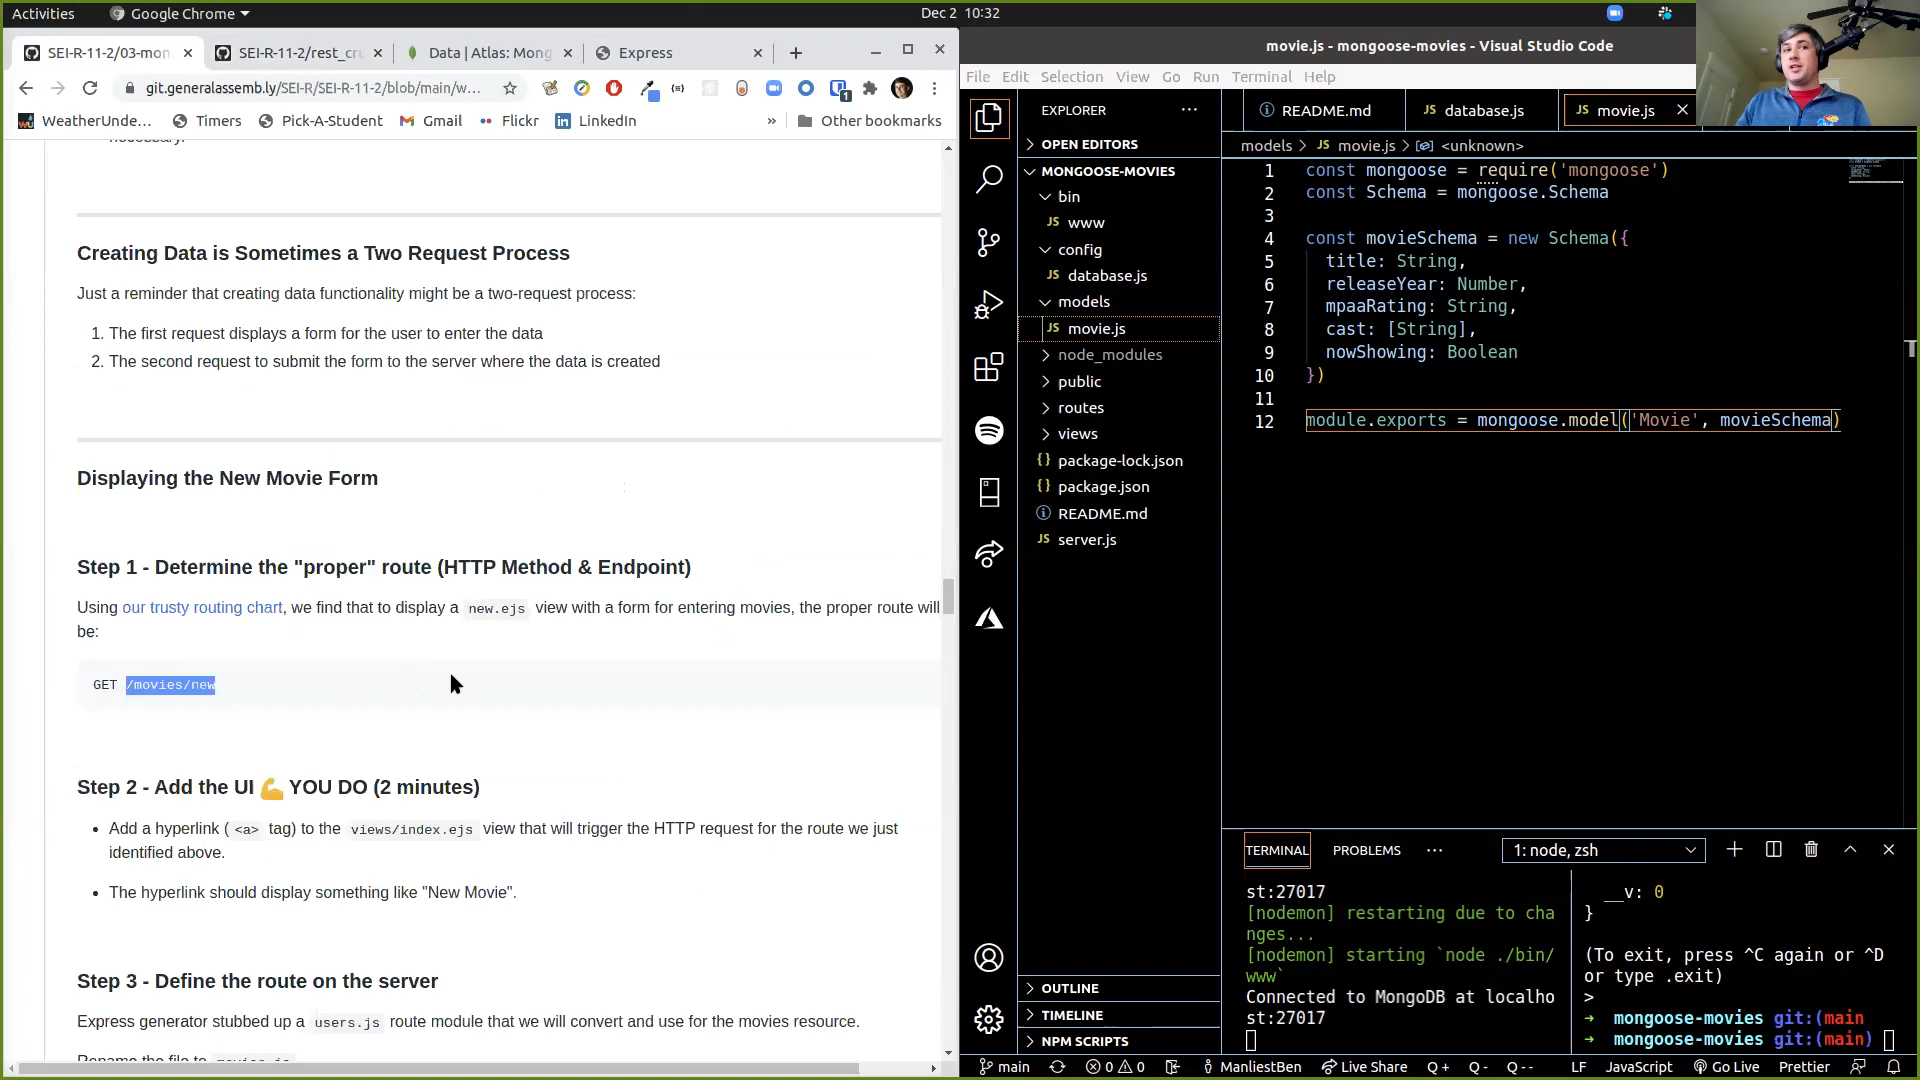 Activities
Google Chrome
Dec 2 10:32
SEI-R-11-2/03-mon
SEI-R-11-2/rest_cru
Data | Atlas: Mong
Express
git.generalassemb.ly/SEI-R/SEI-R-11-2/blob/main/w...
WeatherUnde...
Timers
Pick-A-Student
Gmail
Flickr
LinkedIn
»
Other bookmarks
necessary.
Creating Data is Sometimes a Two Request Process
Just a reminder that creating data functionality might be a two-request process:
1. The first request displays a form for the user to enter the data
2. The second request to submit the form to the server where the data is created
Displaying the New Movie Form
Step 1 - Determine the "proper" route (HTTP Method & Endpoint)
Using our trusty routing chart, we find that to display a new.ejs view with a form for entering movies, the proper route will
be:
GET /movies/new
Step 2 - Add the UI 💪 YOU DO (2 minutes)
• Add a hyperlink (<a> tag) to the views/index.ejs view that will trigger the HTTP request for the route we just
identified above.
• The hyperlink should display something like "New Movie".
Step 3 - Define the route on the server
Express generator stubbed up a users.js route module that we will convert and use for the movies resource.
Rename the file to movies.js
movie.js - mongoose-movies - Visual Studio Code
File Edit Selection View Go Run Terminal Help
EXPLORER ···
OPEN EDITORS
MONGOOSE-MOVIES
bin
JS www
config
JS database.js
models
JS movie.js
node_modules
public
routes
views
{} package-lock.json
{} package.json
README.md
JS server.js
OUTLINE
TIMELINE
NPM SCRIPTS
README.md
JS database.js
JS movie.js
models > JS movie.js > <unknown>
1 const mongoose = require('mongoose')
2 const Schema = mongoose.Schema
3
4 const movieSchema = new Schema({
5 title: String,
6 releaseYear: Number,
7 mpaaRating: String,
8 cast: [String],
9 nowShowing: Boolean
10 })
11
12 module.exports = mongoose.model('Movie', movieSchema)
TERMINAL PROBLEMS ···
1: node, zsh
st:27017
[nodemon] restarting due to cha
nges...
[nodemon] starting `node ./bin/
www`
Connected to MongoDB at localho
st:27017
__v: 0
}
(To exit, press ^C again or ^D
or type .exit)
>
→ mongoose-movies git:(main
→ mongoose-movies git:(main)
main
0 0
ManliestBen
Live Share
Q +
Q -
Q --
LF
JavaScript
Go Live
Prettier